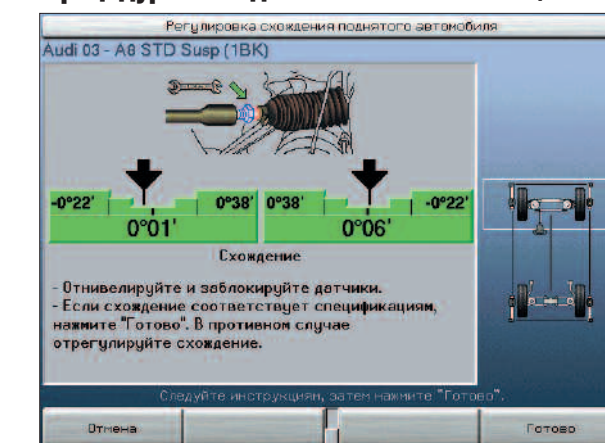 Регулировка схождения поднятого автомобиля
Audi 03 - A8 STD Susp (1BK)
-0°22' 0°38' 0°38' -0°22'
0°01' 0°06'
Схождение
- Отнивелируйте и заблокируйте датчики.
- Если схождение соответствует спецификациям,
нажмите "Готово". В противном случае
отрегулируйте схождение.
Следуйте инструкциям, затем нажмите "Готово".
Отмена Готово